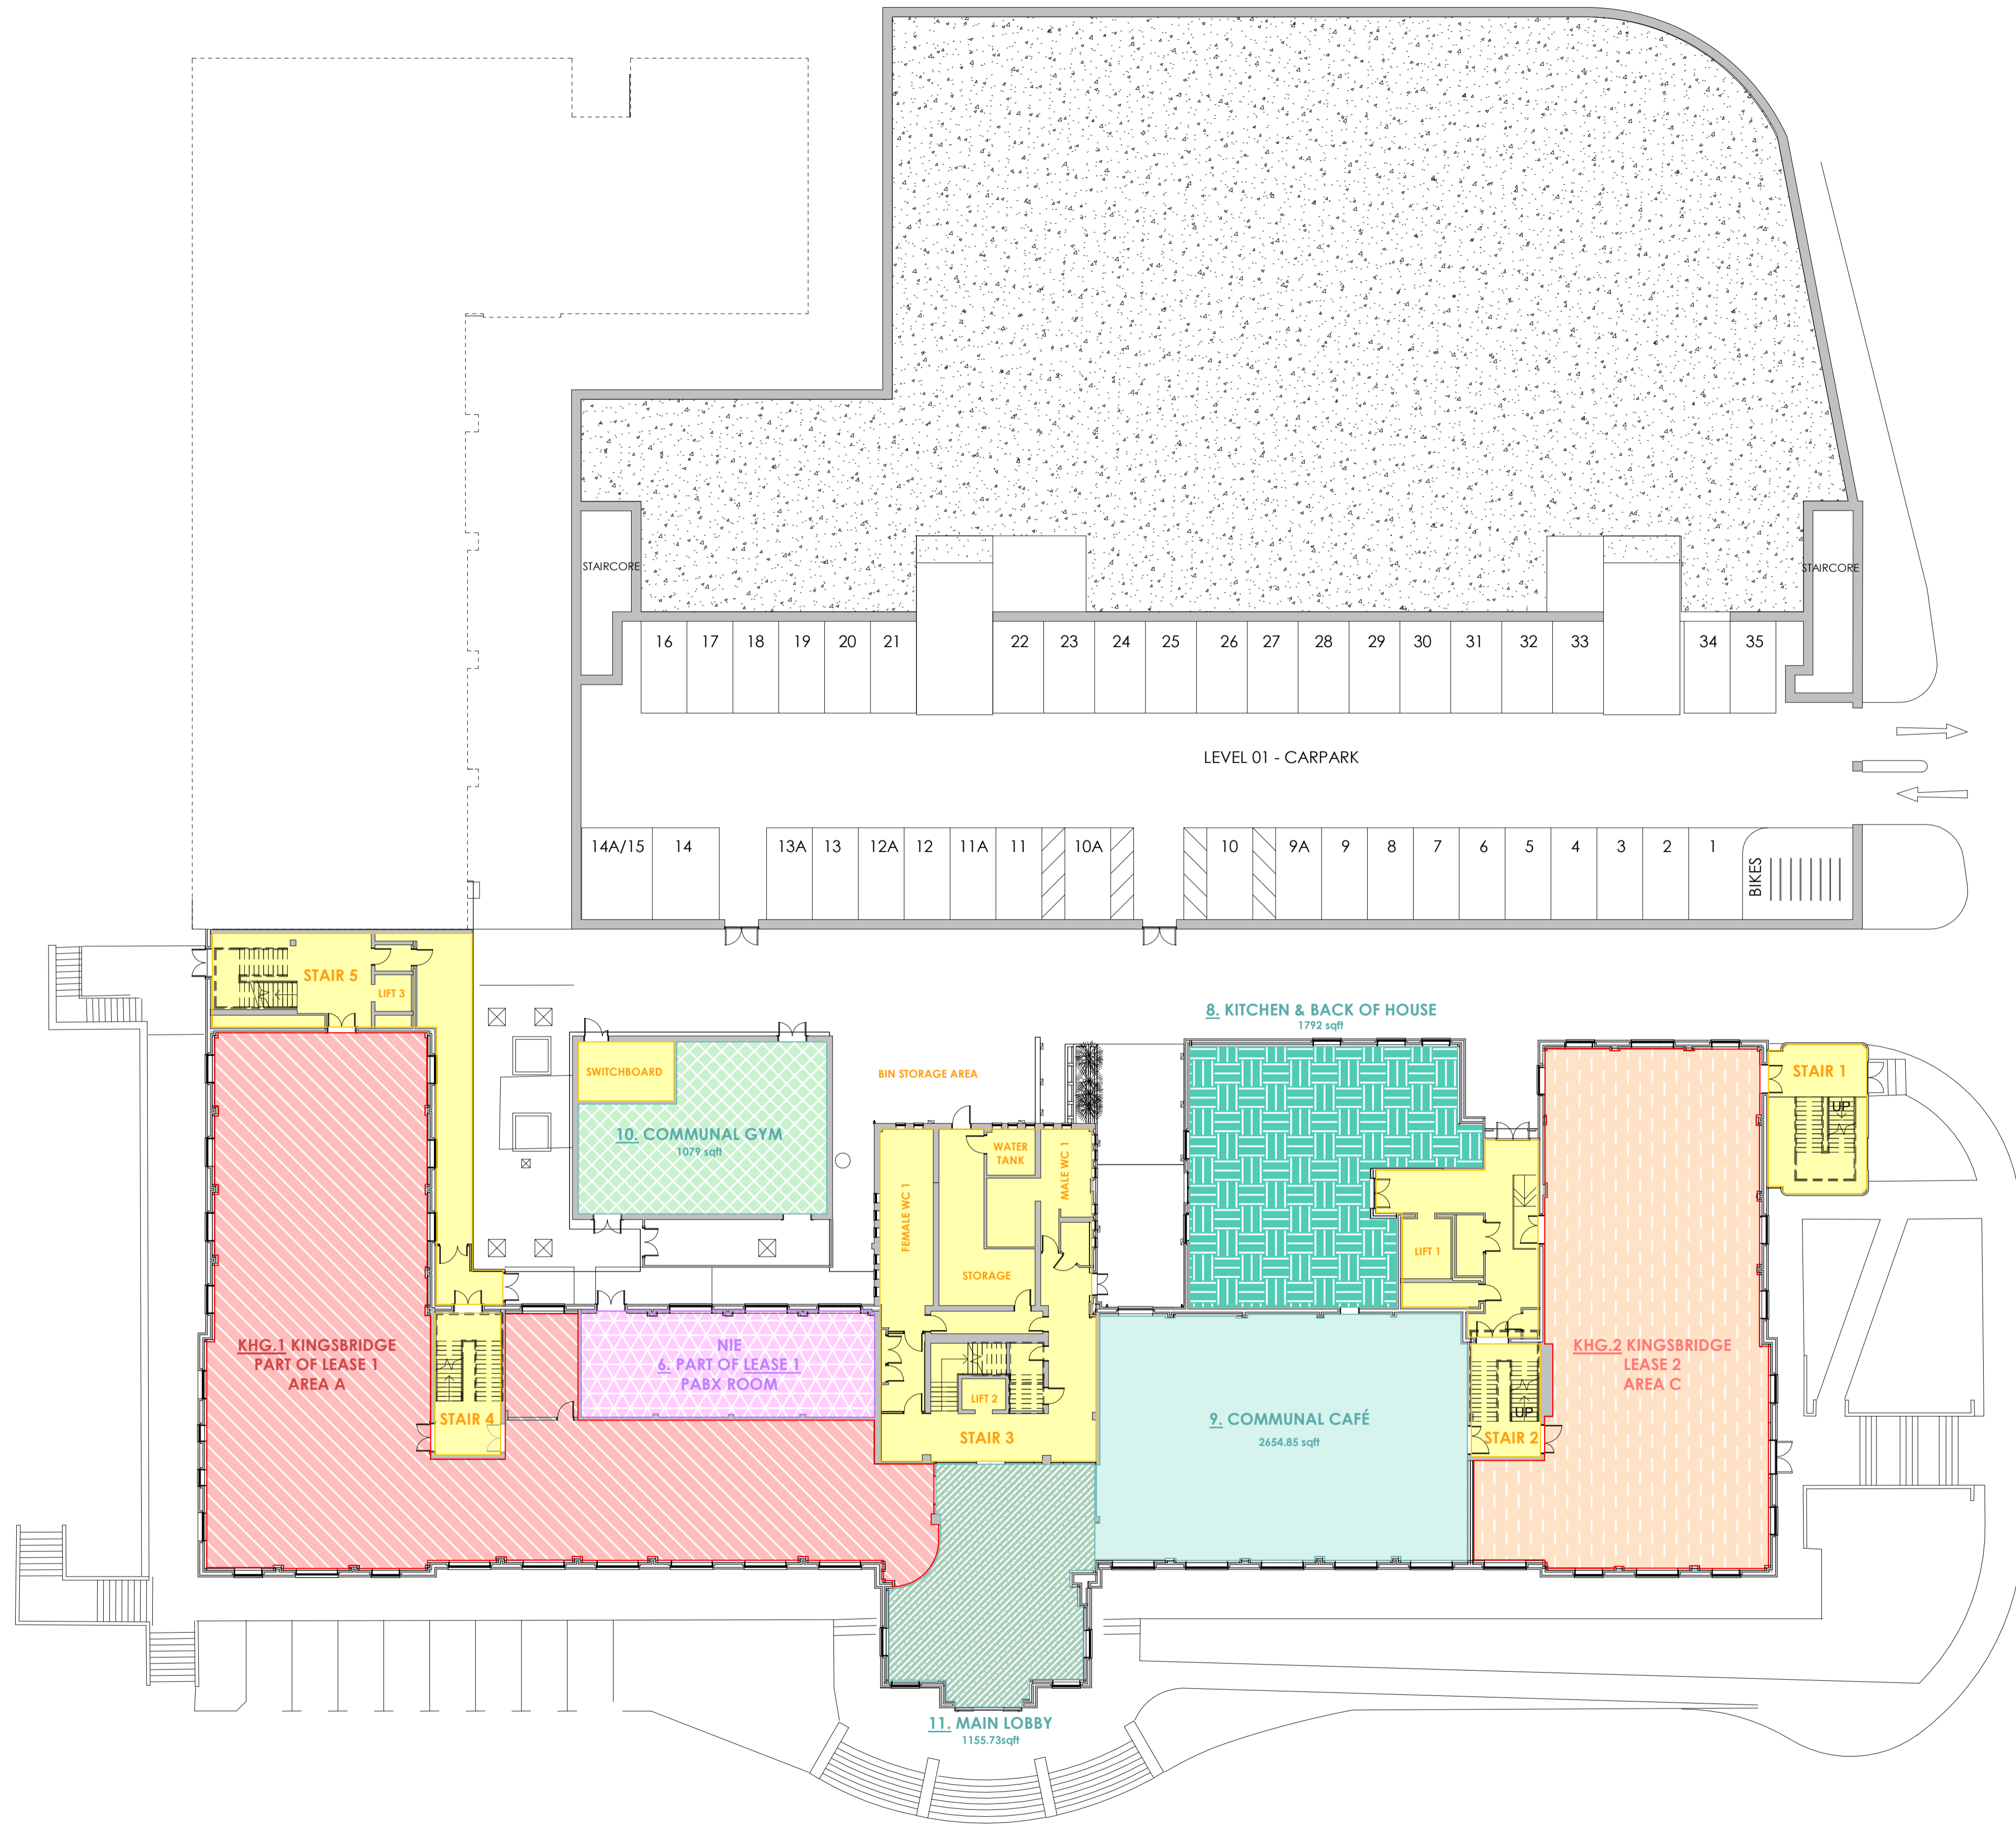 STAIRCORE
STAIRCORE
16 17 18 19 20 21 22 23 24 25 26 27 28 29 30 31 32 33 34 35
LEVEL 01 - CARPARK
14A/15 14 13A 13 12A 12 11A 11 10A 10 9A 9 8 7 6 5 4 3 2 1
BIKES
STAIR 5
LIFT 3
8. KITCHEN & BACK OF HOUSE
1792 sqft
SWITCHBOARD
BIN STORAGE AREA
STAIR 1
UP
10. COMMUNAL GYM
1079 sqft
WATER
TANK
MALE WC 1
FEMALE WC 1
STORAGE
LIFT 1
KHG.1 KINGSBRIDGE
PART OF LEASE 1
AREA A
NIE
6. PART OF LEASE 1
PABX ROOM
KHG.2 KINGSBRIDGE
LEASE 2
AREA C
LIFT 2
STAIR 4
STAIR 3
9. COMMUNAL CAFÉ
2654.85 sqft
UP
STAIR 2
11. MAIN LOBBY
1155.73sqft